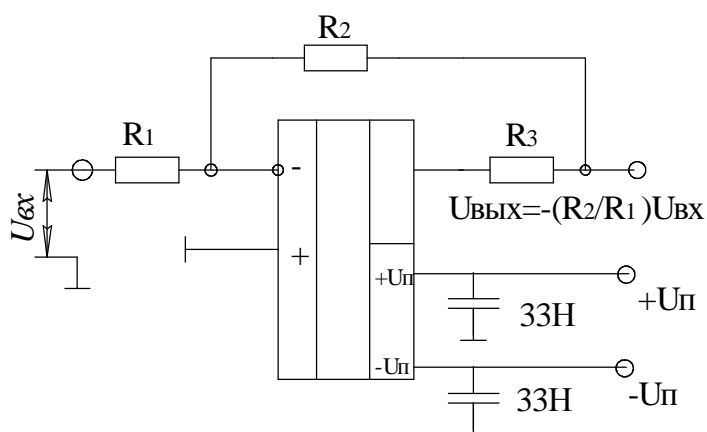 R2
R1
R3
-
Uвх
Uвых=-(R2/R1)Uвх
+
+Uп
33Н
+Uп
-Uп
33Н
-Uп